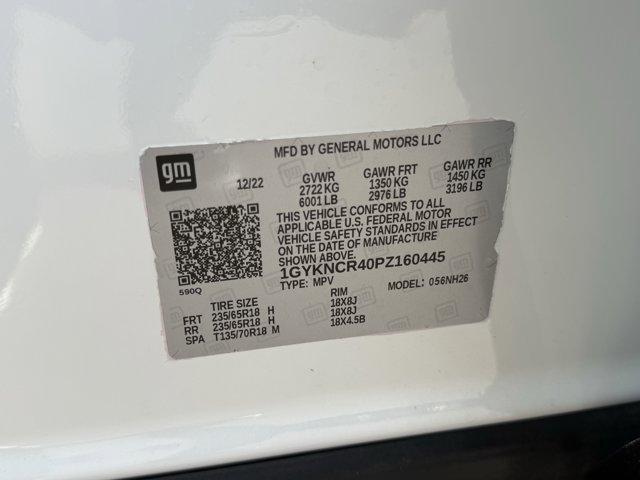 gm
MFD BY GENERAL MOTORS LLC
12/22
GVWR GAWR FRT GAWR RR
2722 KG 1350 KG 1450 KG
6001 LB 2976 LB 3196 LB
THIS VEHICLE CONFORMS TO ALL
APPLICABLE U.S. FEDERAL MOTOR
VEHICLE SAFETY STANDARDS IN EFFECT
ON THE DATE OF MANUFACTURE
SHOWN ABOVE.
1GYKNCR40PZ160445
590Q
TYPE: MPV MODEL: 056NH26
TIRE SIZE RIM
FRT 235/65R18 H 18X8J
RR 235/65R18 H 18X8J
SPA T135/70R18 M 18X4.5B